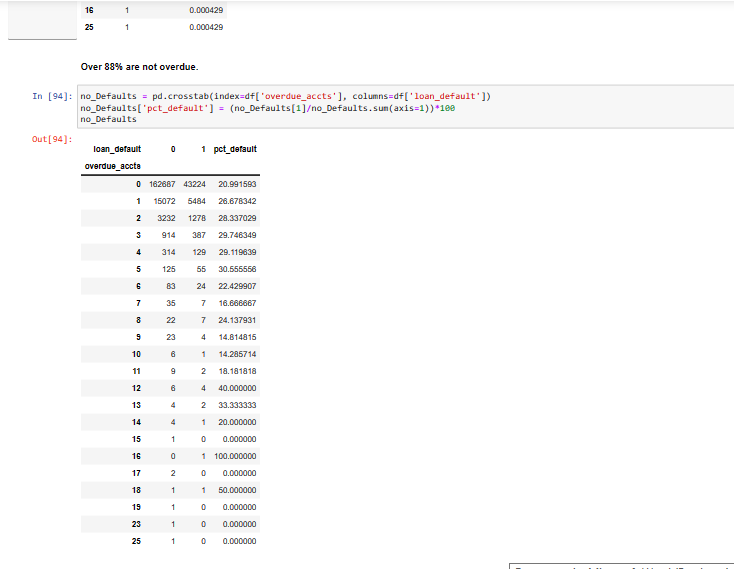 16 1 0.000429
25 1 0.000429
Over 88% are not overdue.
In [94]: no_Defaults = pd.crosstab(index=df['overdue_accts'], columns=df['loan_default'])
no_Defaults['pct_default'] = (no_Defaults[1]/no_Defaults.sum(axis=1))*100
no_Defaults
Out[94]:
loan_default 0 1 pct_default
overdue_accts
0 162687 43224 20.991593
1 15072 5484 26.678342
2 3232 1278 28.337029
3 914 387 29.746349
4 314 129 29.119639
5 125 55 30.555556
6 83 24 22.429907
7 35 7 16.666667
8 22 7 24.137931
9 23 4 14.814815
10 6 1 14.285714
11 9 2 18.181818
12 6 4 40.000000
13 4 2 33.333333
14 4 1 20.000000
15 1 0 0.000000
16 0 1 100.000000
17 2 0 0.000000
18 1 1 50.000000
19 1 0 0.000000
23 1 0 0.000000
25 1 0 0.000000